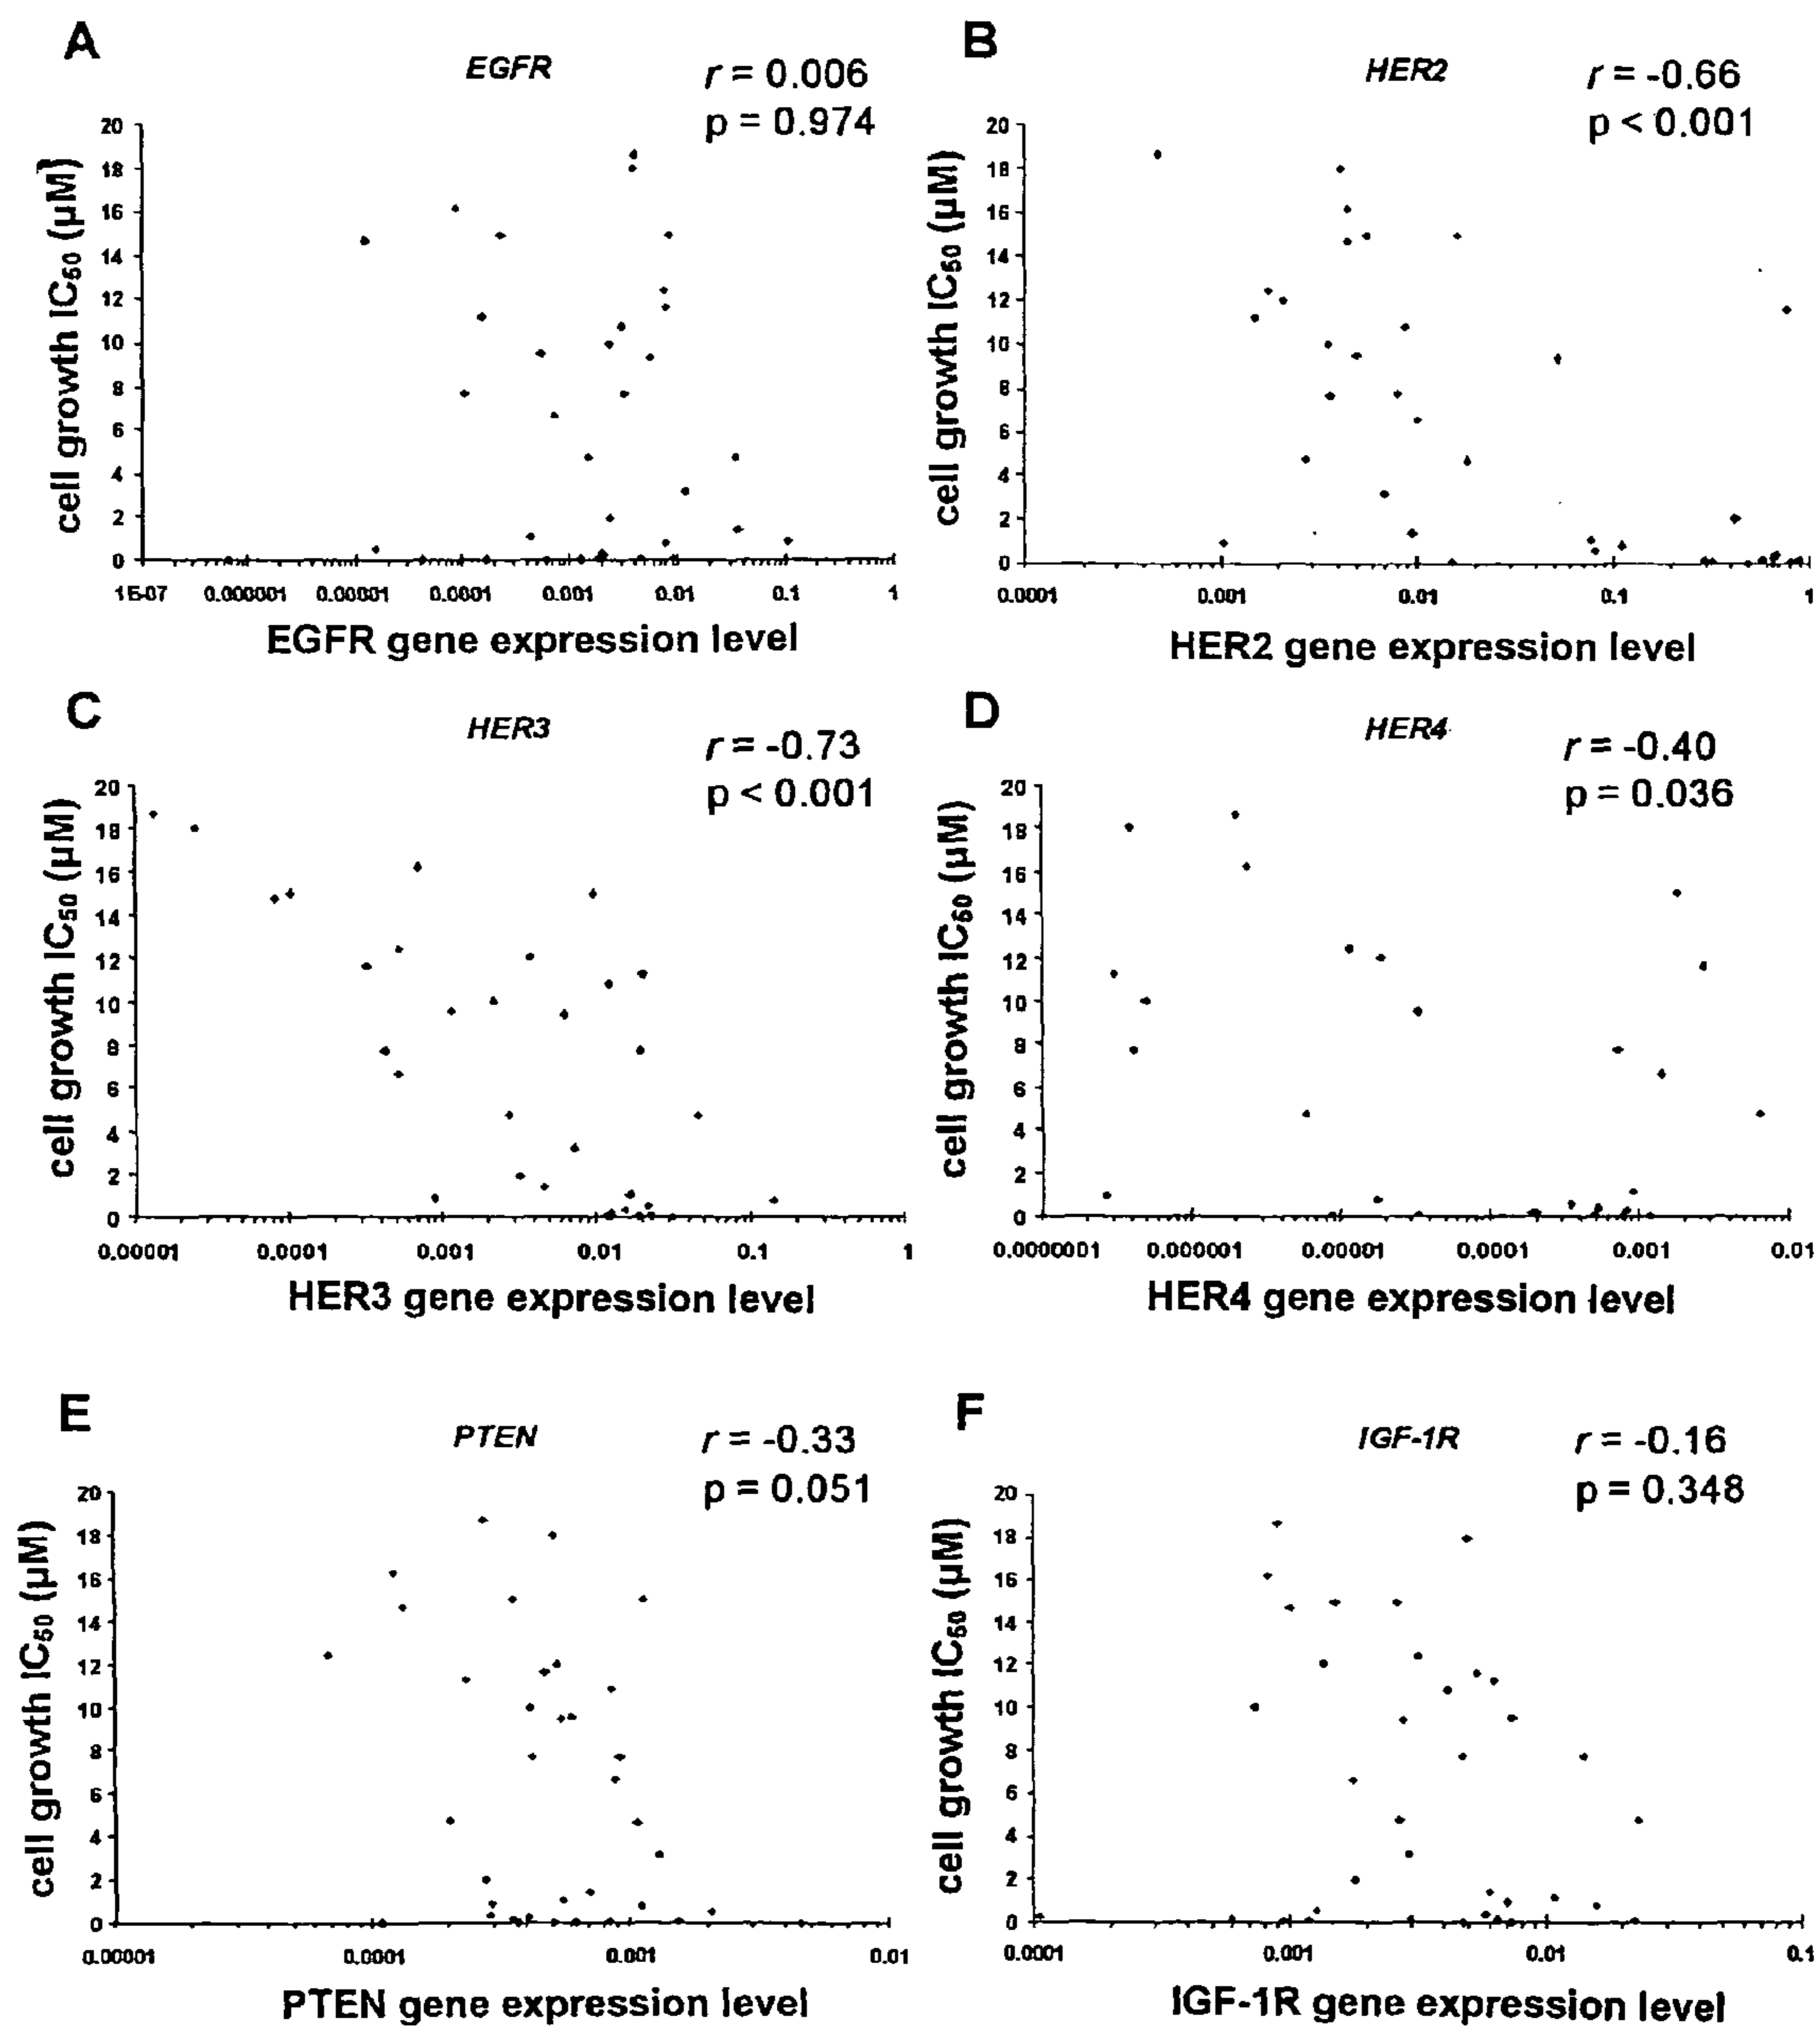 A
EGFR
r = 0.006
p = 0.974
cell growth IC50 (µM)
20
18
16
14
12
10
8
6
4
2
0
1E-07 0.000001 0.00001 0.0001 0.001 0.01 0.1 1
EGFR gene expression level
B
HER2
r = -0.66
p < 0.001
cell growth IC50 (µM)
20
18
16
14
12
10
8
6
4
2
0
0.0001 0.001 0.01 0.1 1
HER2 gene expression level
C
HER3
r = -0.73
p < 0.001
cell growth IC50 (µM)
20
18
16
14
12
10
8
6
4
2
0
0.00001 0.0001 0.001 0.01 0.1 1
HER3 gene expression level
D
HER4
r = -0.40
p = 0.036
cell growth IC50 (µM)
20
18
16
14
12
10
8
6
4
2
0
0.0000001 0.000001 0.00001 0.0001 0.001 0.01
HER4 gene expression level
E
PTEN
r = -0.33
p = 0.051
cell growth IC50 (µM)
20
18
16
14
12
10
8
6
4
2
0
0.00001 0.0001 0.001 0.01
PTEN gene expression level
F
IGF-1R
r = -0.16
p = 0.348
cell growth IC50 (µM)
20
18
16
14
12
10
8
6
4
2
0
0.0001 0.001 0.01 0.1
IGF-1R gene expression level